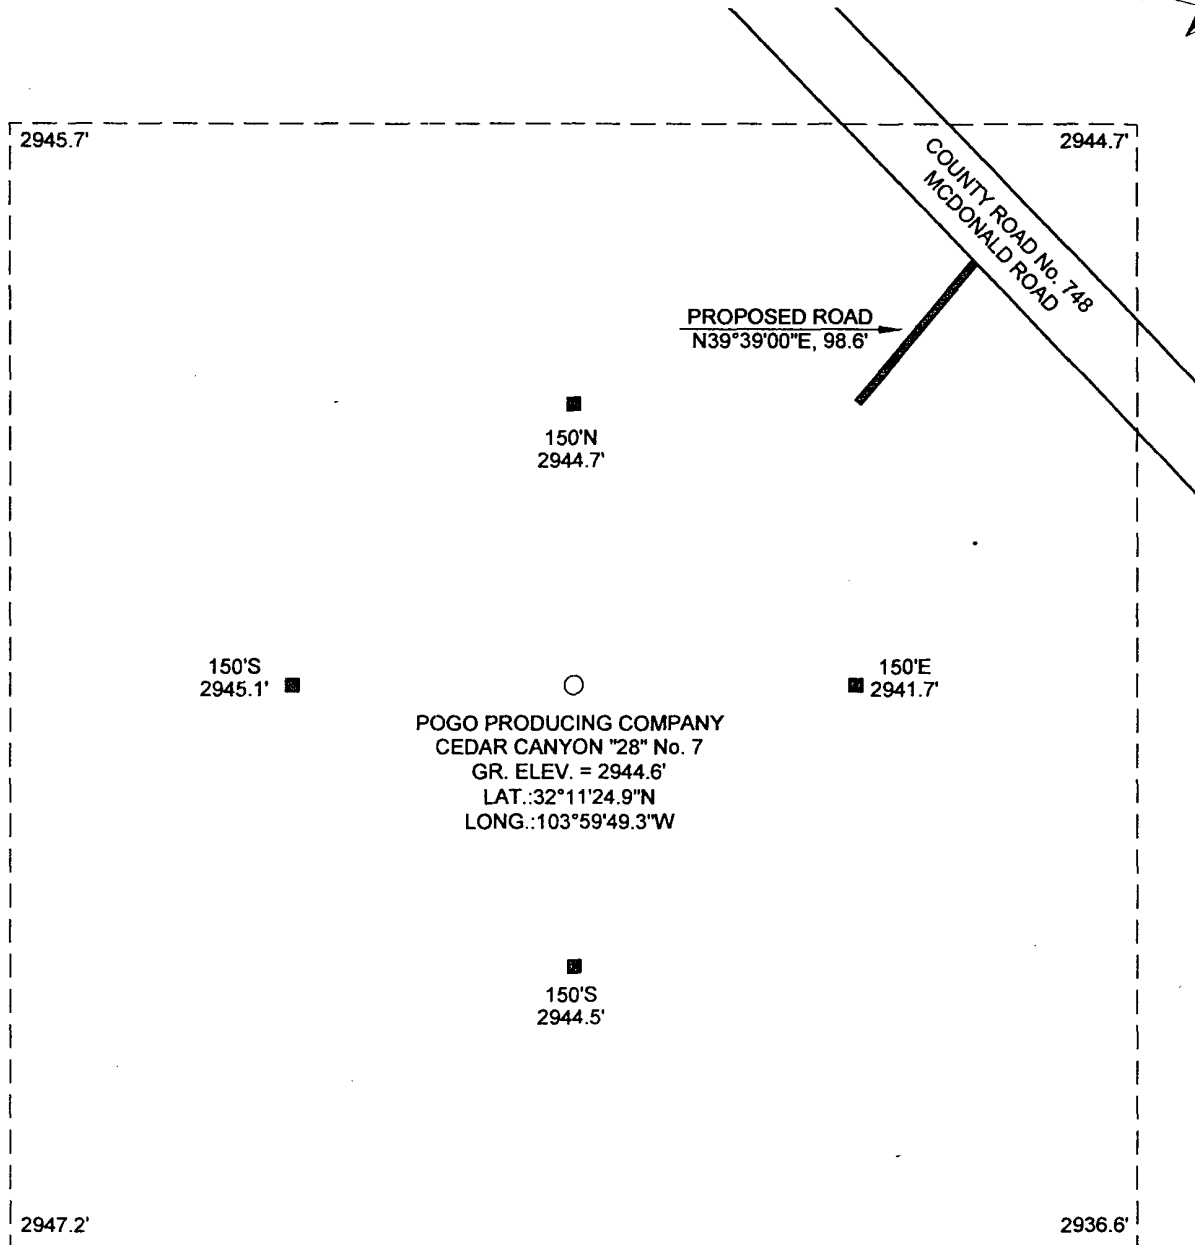 2945.7'
2944.7'
COUNTY ROAD No. 748
MCDONALD ROAD
PROPOSED ROAD
N39°39'00"E, 98.6'
150'N
2944.7'
150'S
2945.1'
150'E
2941.7'
POGO PRODUCING COMPANY
CEDAR CANYON "28" No. 7
GR. ELEV. = 2944.6'
LAT.:32°11'24.9"N
LONG.:103°59'49.3"W
150'S
2944.5'
2947.2'
2936.6'